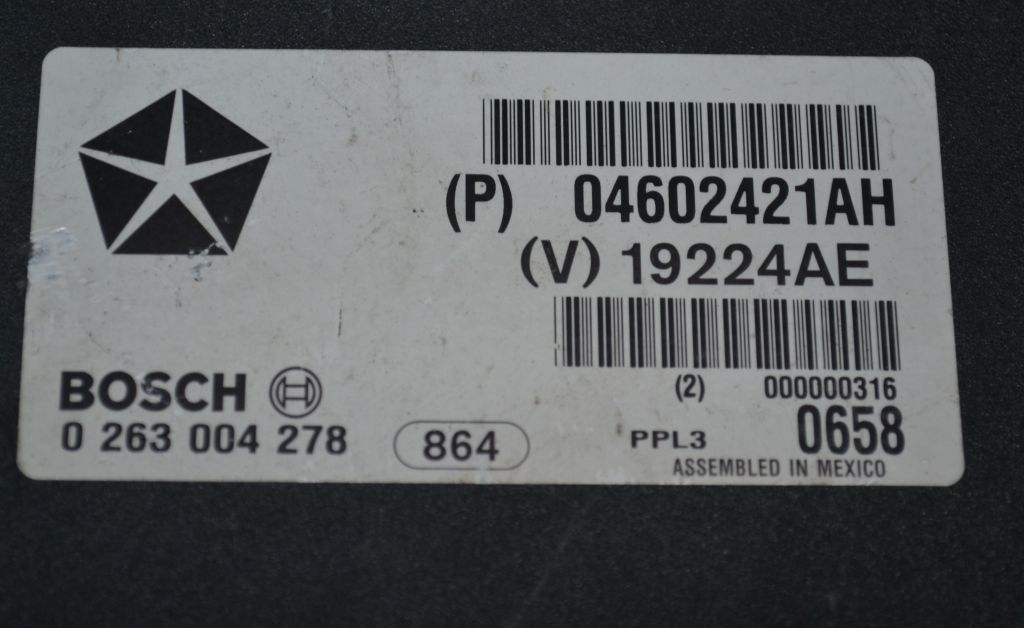 (P) 04602421AH
(V) 19224AE
(2) 000000316
BOSCH
0 263 004 278
864
PPL3 0658
ASSEMBLED IN MEXICO